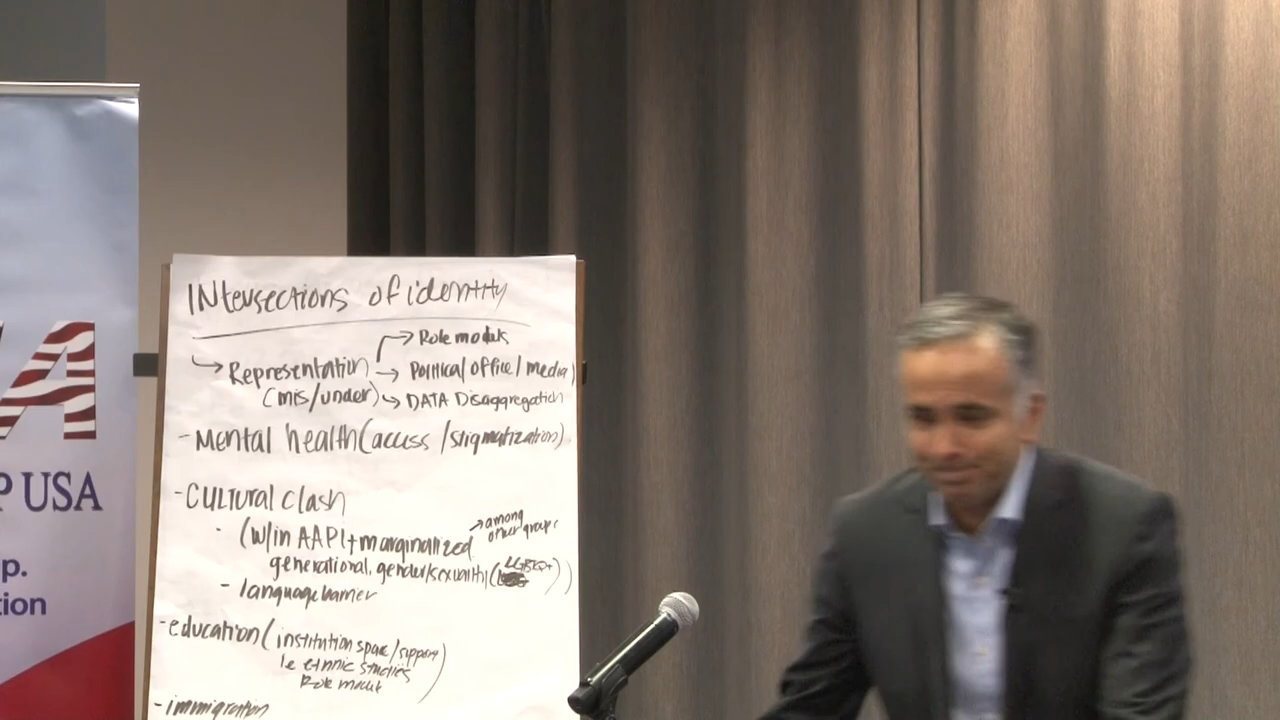 A
P USA
p.
tion
INtersections of identity
Role models
Representation
Political office / media
(mis/under)
DATA Disaggregation
- Mental health (access / stigmatization)
- Cultural clash
(w/in AAPI + marginalized
among
other groups
generational, gender/sexuality (LGBTQ+))
- language barrier
- education (institution space/support
ie ethnic studies
Role model)
- immigration